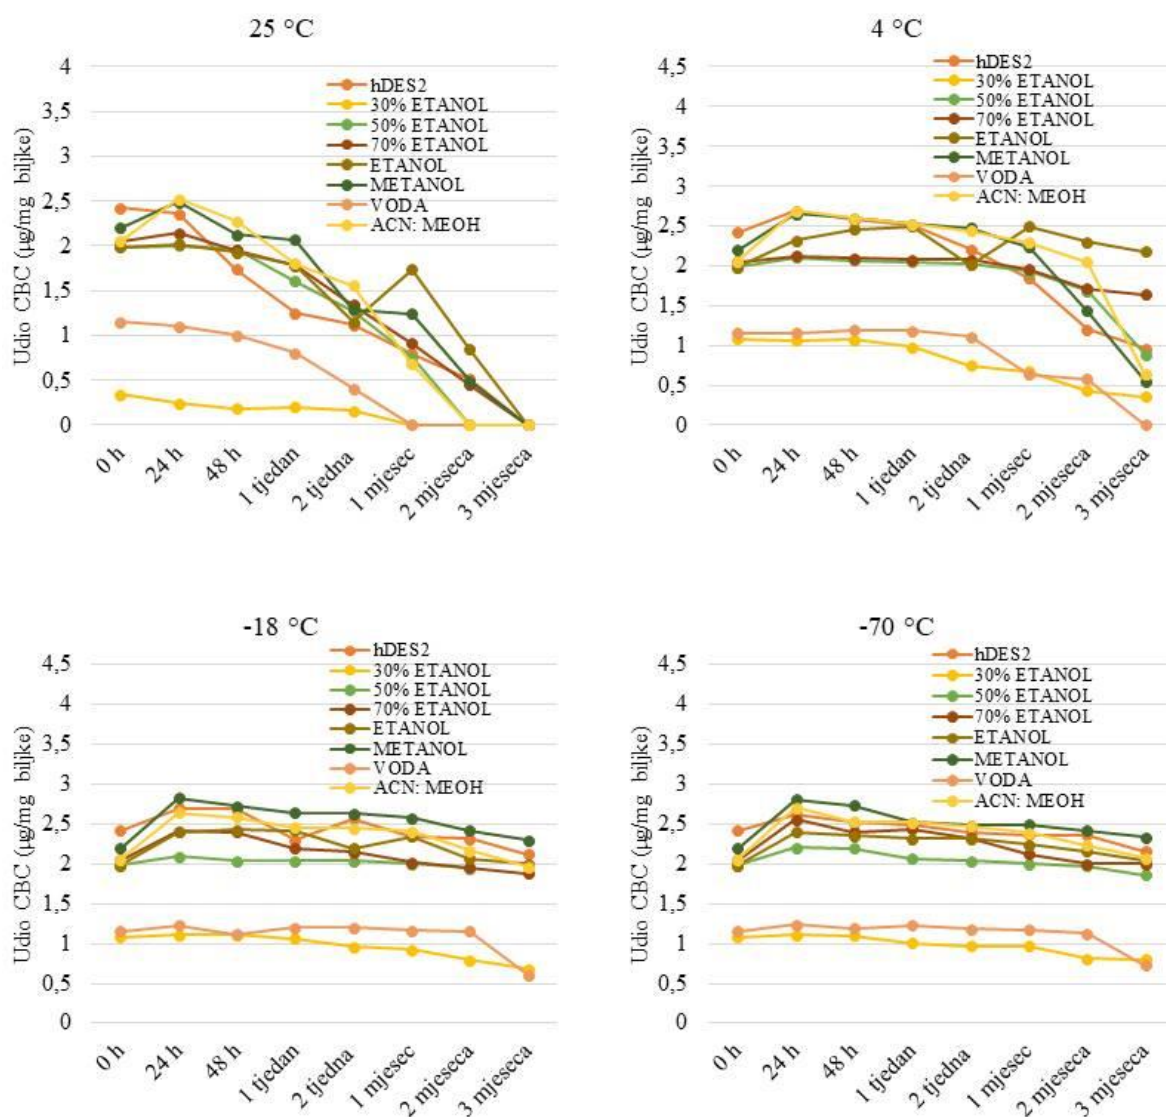 25 °C
Udio CBC (µg/mg biljke)
4
3,5
3
2,5
2
1,5
1
0,5
0
hDES2
30% ETANOL
50% ETANOL
70% ETANOL
ETANOL
METANOL
VODA
ACN: MEOH
0 h
24 h
48 h
1 tjedan
2 tjedna
1 mjesec
2 mjeseca
3 mjeseca
4 °C
Udio CBC (µg/mg biljke)
4,5
4
3,5
3
2,5
2
1,5
1
0,5
0
hDES2
30% ETANOL
50% ETANOL
70% ETANOL
ETANOL
METANOL
VODA
ACN: MEOH
0 h
24 h
48 h
1 tjedan
2 tjedna
1 mjesec
2 mjeseca
3 mjeseca
-18 °C
Udio CBC (µg/mg biljke)
4,5
4
3,5
3
2,5
2
1,5
1
0,5
0
hDES2
30% ETANOL
50% ETANOL
70% ETANOL
ETANOL
METANOL
VODA
ACN: MEOH
0 h
24 h
48 h
1 tjedan
2 tjedna
1 mjesec
2 mjeseca
3 mjeseca
-70 °C
Udio CBC (µg/mg biljke)
4,5
4
3,5
3
2,5
2
1,5
1
0,5
0
hDES2
30% ETANOL
50% ETANOL
70% ETANOL
ETANOL
METANOL
VODA
ACN: MEOH
0 h
24 h
48 h
1 tjedan
2 tjedna
1 mjesec
2 mjeseca
3 mjeseca